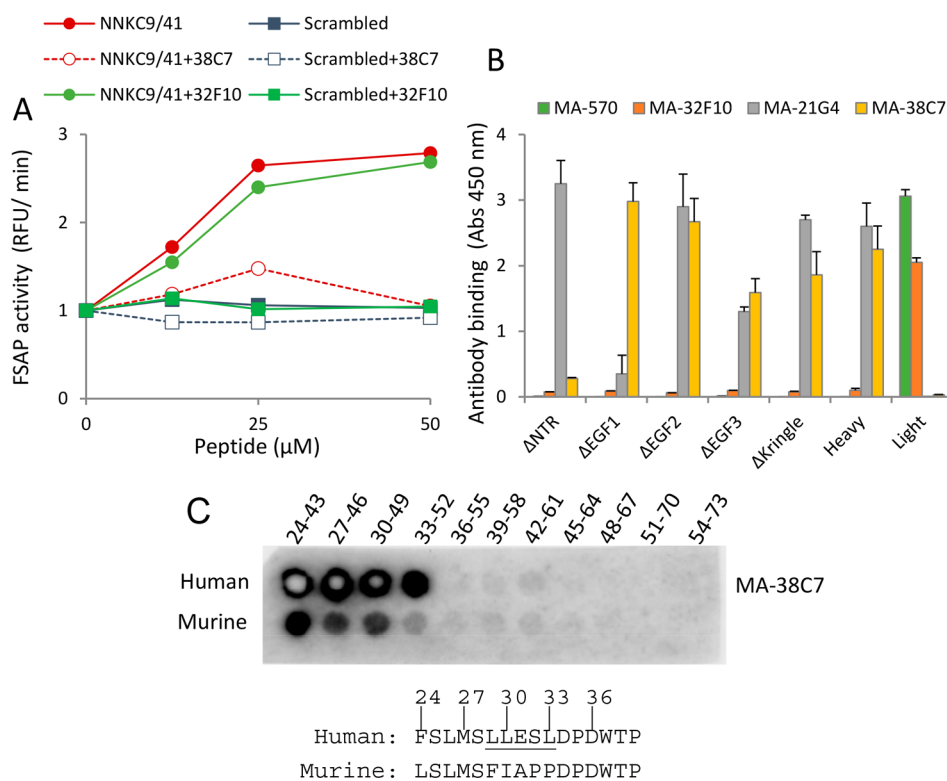 NNKC9/41 Scrambled
NNKC9/41+38C7 Scrambled+38C7
NNKC9/41+32F10 Scrambled+32F10
A
FSAP activity (RFU/ min)
3
2
1
0
0 25 50
Peptide (µM)
B
MA-570 MA-32F10 MA-21G4 MA-38C7
Antibody binding (Abs 450 nm)
4
3
2
1
0
ΔNTR ΔEGF1 ΔEGF2 ΔEGF3 ΔKringle Heavy Light
C
24-43 27-46 30-49 33-52 36-55 39-58 42-61 45-64 48-67 51-70 54-73
Human
MA-38C7
Murine
24 27 30 33 36
Human: FSLMSLLESLDPDWTP
Murine: LSLMSFIAPPDPDWTP